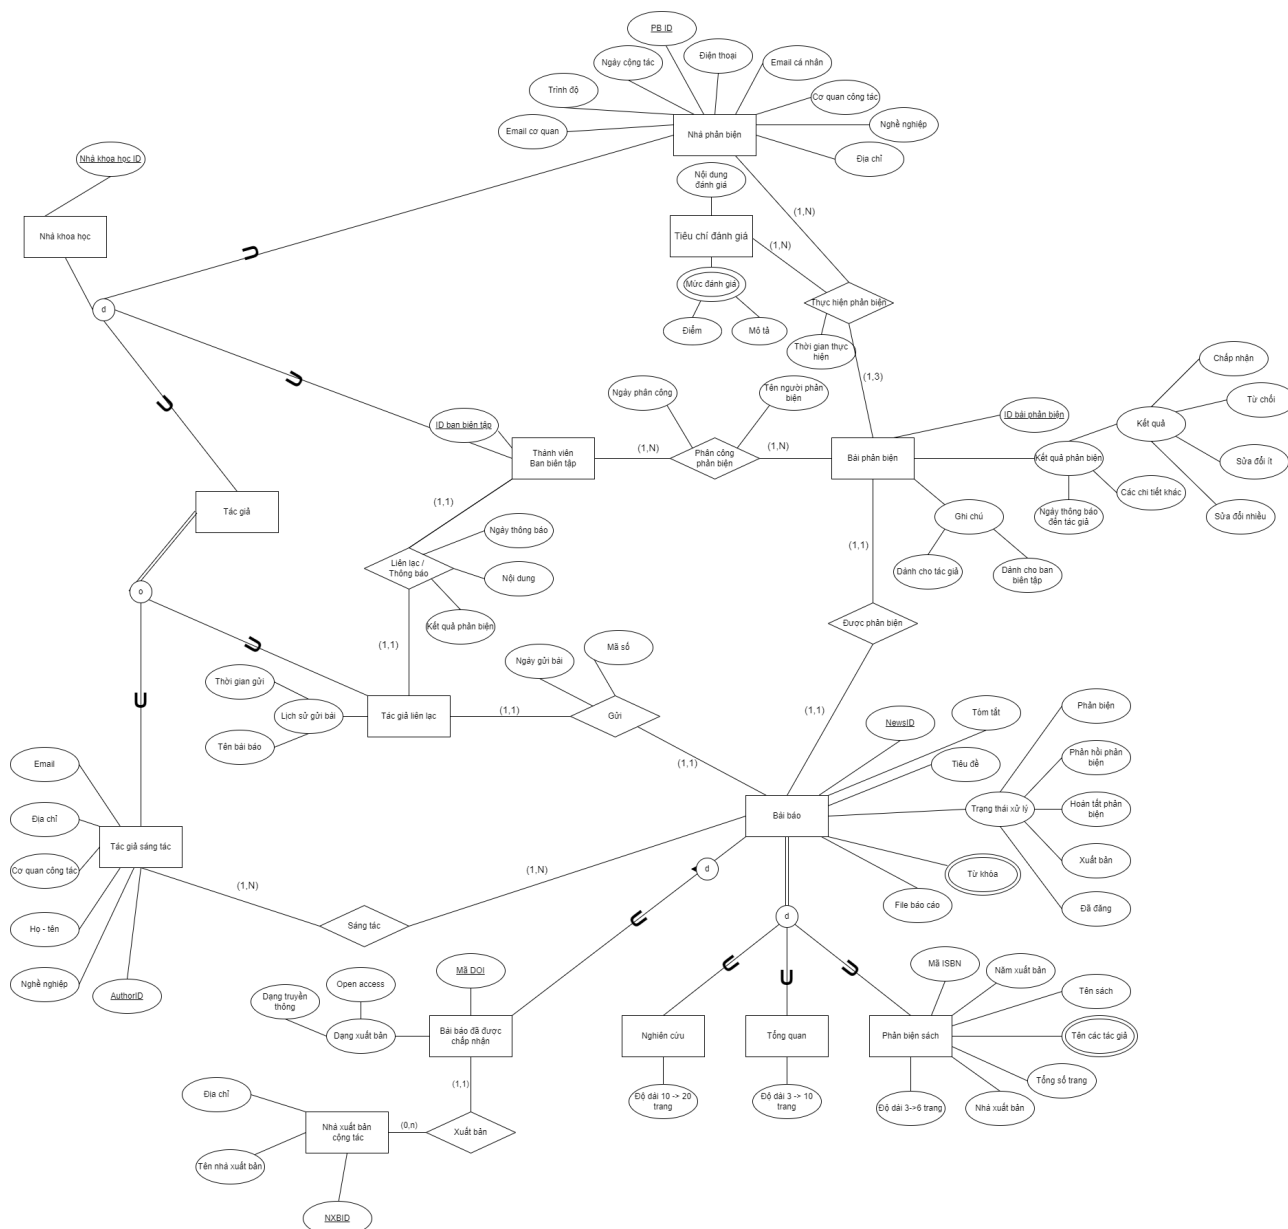 PB ID
Điện thoại
Ngày cộng tác
Email cá nhân
Trình độ
Cơ quan công tác
Email cơ quan
Nhà phản biện
Nghề nghiệp
Địa chỉ
Nhà khoa học ID
Nội dung
đánh giá
Nhà khoa học
Tiêu chí đánh giá
(1,N)
(1,N)
Mức đánh giá
d
Thực hiện phản biện
Điểm
Mô tả
Thời gian thực
hiện
Chấp nhận
(1,3)
Ngày phân công
Tên người phản
biện
Từ chối
ID ban biên tập
ID bài phản biện
Kết quả
Thành viên
Ban biên tập
(1,N)
Phân công
phản biện
(1,N)
Bài phản biện
Kết quả phản biện
Sửa đổi ít
Các chi tiết khác
Tác giả
(1,1)
Ghi chú
Ngày thông báo
đến tác giả
Sửa đổi nhiều
Ngày thông báo
(1,1)
Liên lạc /
Thông báo
Nội dung
Dành cho tác giả
Dành cho ban
biên tập
o
Kết quả phản biện
Được phản biện
(1,1)
Mã số
Ngày gửi bài
Thời gian gửi
Lịch sử gửi bài
Tác giả liên lạc
(1,1)
Gửi
(1,1)
NewsID
Tóm tắt
Phản biện
Tên bài báo
Tiêu đề
Phản hồi phản
biện
Email
(1,1)
Địa chỉ
Bài báo
Trạng thái xử lý
Hoàn tất phản
biện
Tác giả sáng tác
Cơ quan công tác
(1,N)
(1,N)
d
Từ khóa
Xuất bản
File báo cáo
Đã đăng
Họ - tên
Sáng tác
d
Nghề nghiệp
AuthorID
Mã DOI
Mã ISBN
Năm xuất bản
Dạng truyền
thông
Open access
Tên sách
Dạng xuất bản
Bài báo đã được
chấp nhận
Nghiên cứu
Tổng quan
Phản biện sách
Tên các tác giả
(1,1)
Tổng số trang
Địa chỉ
Độ dài 10 -> 20
trang
Độ dài 3 -> 10
trang
Độ dài 3->6 trang
Nhà xuất bản
Nhà xuất bản
cộng tác
(0,n)
Xuất bản
Tên nhà xuất bản
NXBID